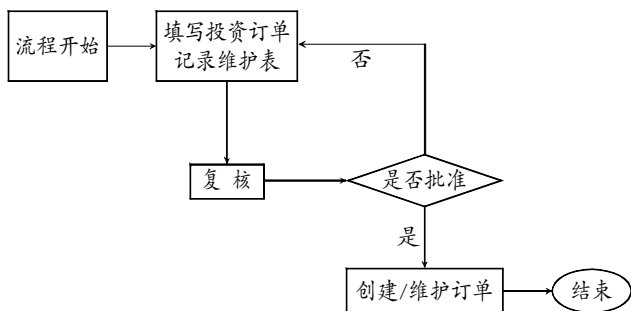 流程开始
填写投资订单
记录维护表
否
复 核
是否批准
是
创建/维护订单
结束